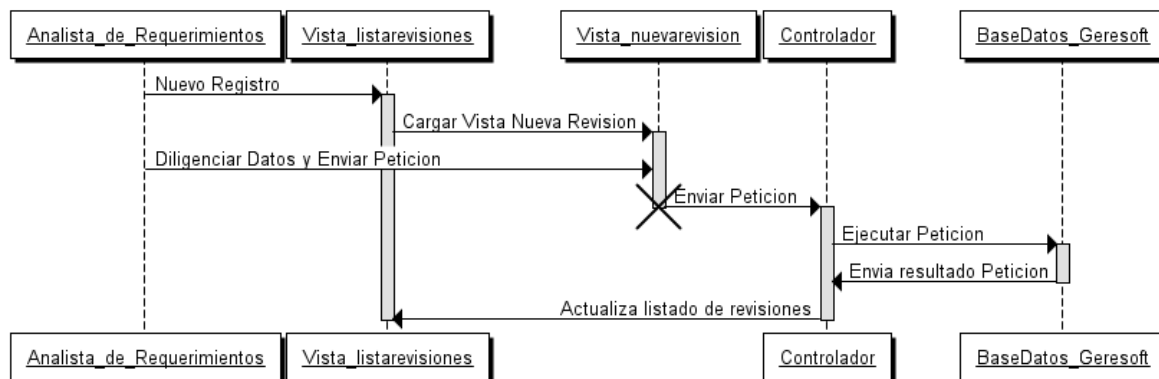 Analista_de_Requerimientos
Vista_listarevisiones
Vista_nuevarevision
Controlador
BaseDatos_Geresoft
Nuevo Registro
Cargar Vista Nueva Revision
Diligenciar Datos y Enviar Peticion
Enviar Peticion
Ejecutar Peticion
Envia resultado Peticion
Actualiza listado de revisiones
Analista_de_Requerimientos
Vista_listarevisiones
Controlador
BaseDatos_Geresoft